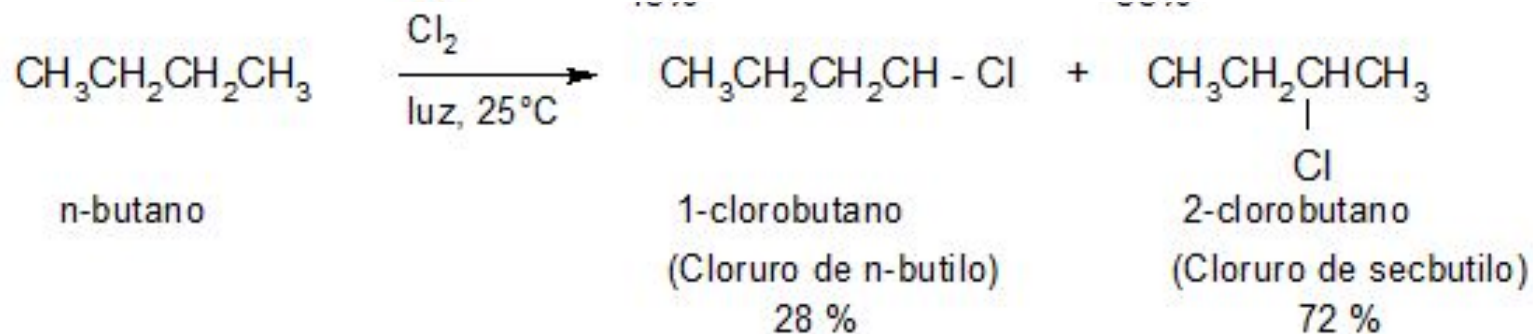 Cl₂
CH₃CH₂CH₂CH₃ CH₃CH₂CH₂CH - Cl + CH₃CH₂CHCH₃
luz, 25°C
Cl
n-butano 1-clorobutano 2-clorobutano
(Cloruro de n-butilo) (Cloruro de secbutilo)
28 % 72 %